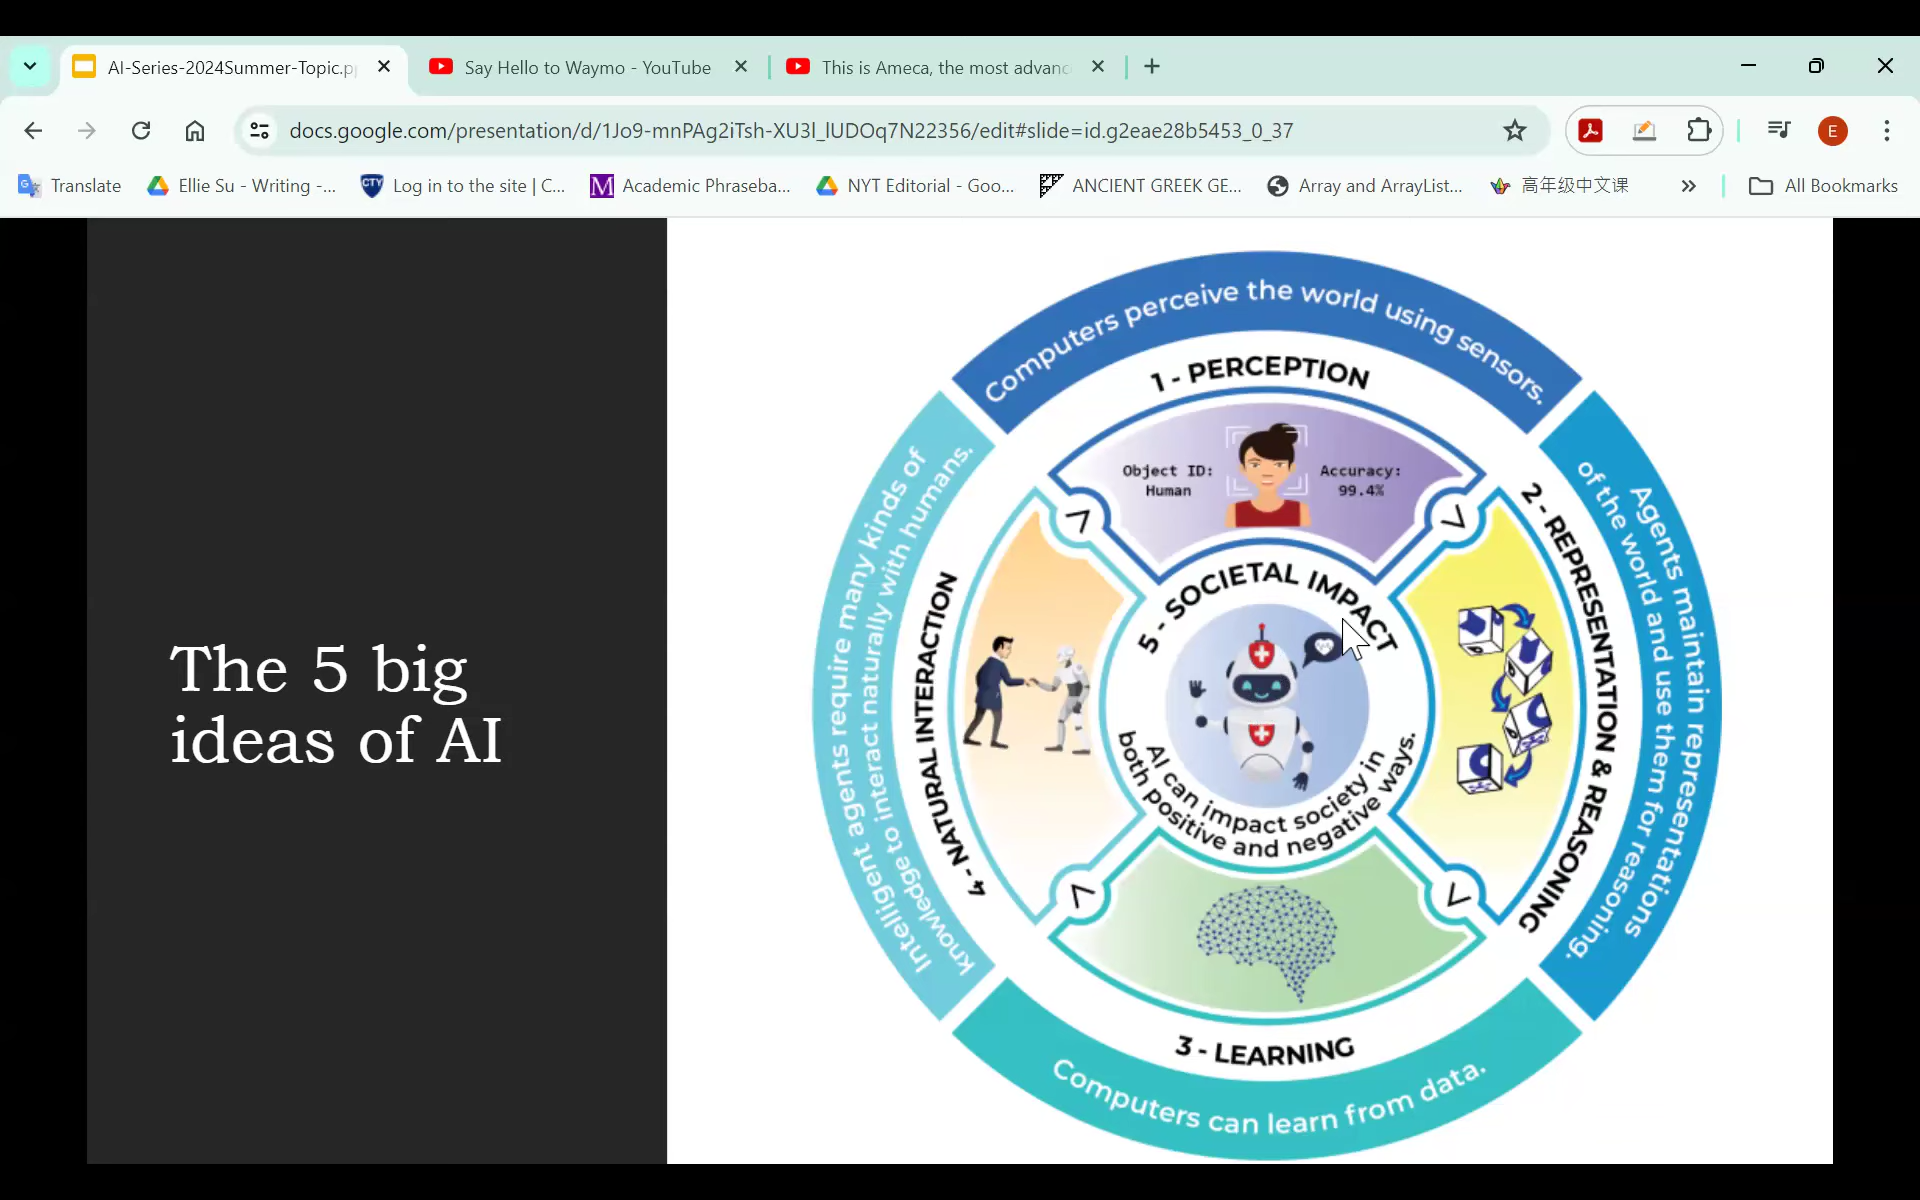 AI-Series-2024Summer-Topic.p
Say Hello to Waymo - YouTube
This is Ameca, the most advanc
docs.google.com/presentation/d/1Jo9-mnPAg2iTsh-XU3l_lUDOq7N22356/edit#slide=id.g2eae28b5453_0_37
E
Translate
Ellie Su - Writing -...
CTY
Log in to the site | C...
M
Academic Phraseba...
NYT Editorial - Goo...
ANCIENT GREEK GE...
Array and ArrayList...
高年级中文课
All Bookmarks
The 5 big
ideas of AI
Computers perceive the world using sensors.
1 - PERCEPTION
Object ID:
Human
Accuracy:
99.4%
Agents maintain representations
of the world and use them for reasoning.
2 - REPRESENTATION & REASONING
3 - LEARNING
Computers can learn from data.
Intelligent agents require many kinds of
knowledge to interact naturally with humans.
4 - NATURAL INTERACTION
5 - SOCIETAL IMPACT
AI can impact society in
both positive and negative ways.